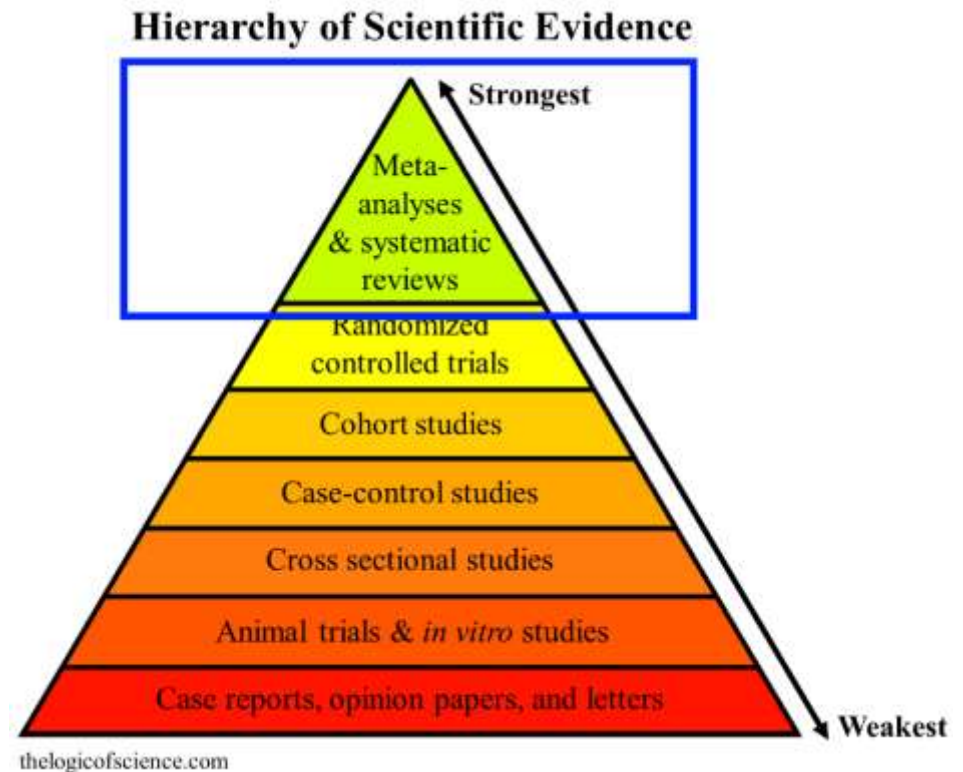 Hierarchy of Scientific Evidence
Strongest
Meta-
analyses
& systematic
reviews
Randomized
controlled trials
Cohort studies
Case-control studies
Cross sectional studies
Animal trials & in vitro studies
Case reports, opinion papers, and letters
Weakest
thelogicofscience.com